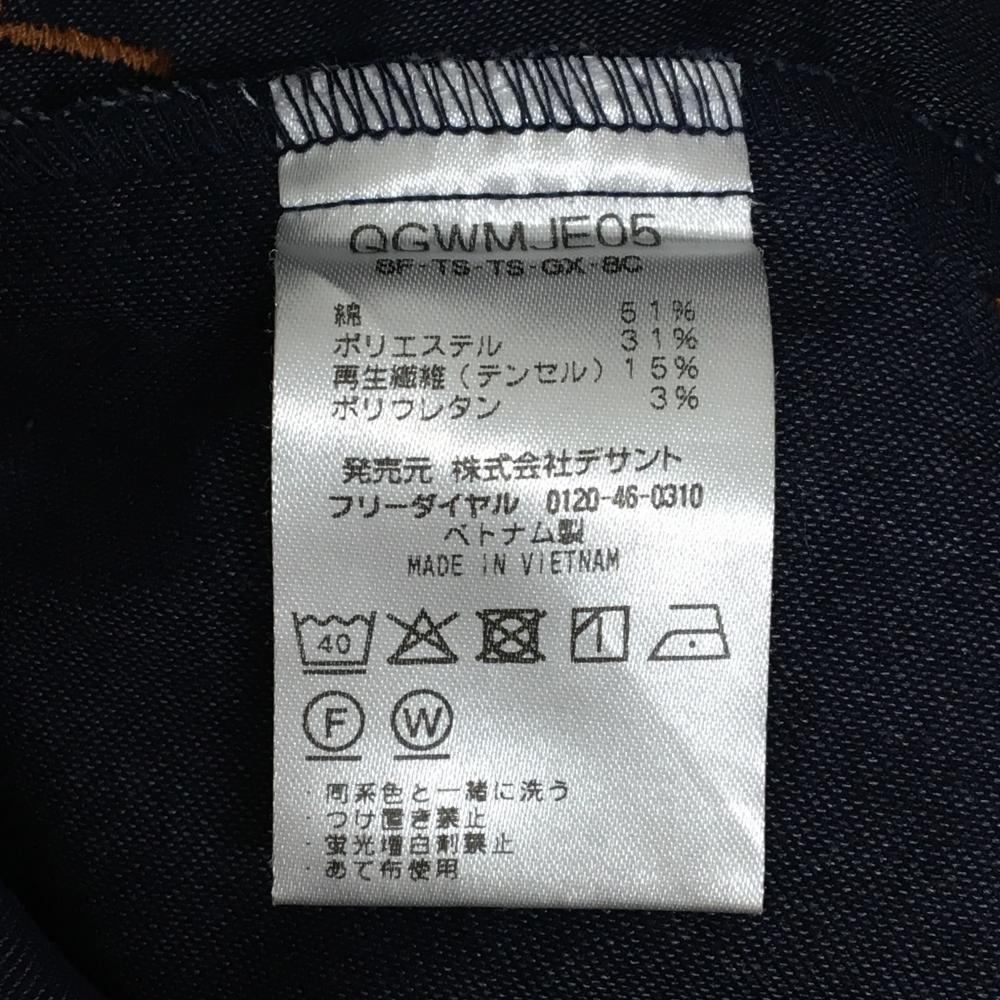 QGWMJE05
SF-TS-TS-GX-SC
綿 51%
ポリエステル 31%
再生繊維(テンセル) 15%
ポリウレタン 3%
発売元 株式会社デサント
フリーダイヤル 0120-46-0310
ベトナム製
MADE IN VIETNAM
40
F W
・同系色と一緒に洗う
・つけ置き禁止
・蛍光増白剤禁止
・あて布使用